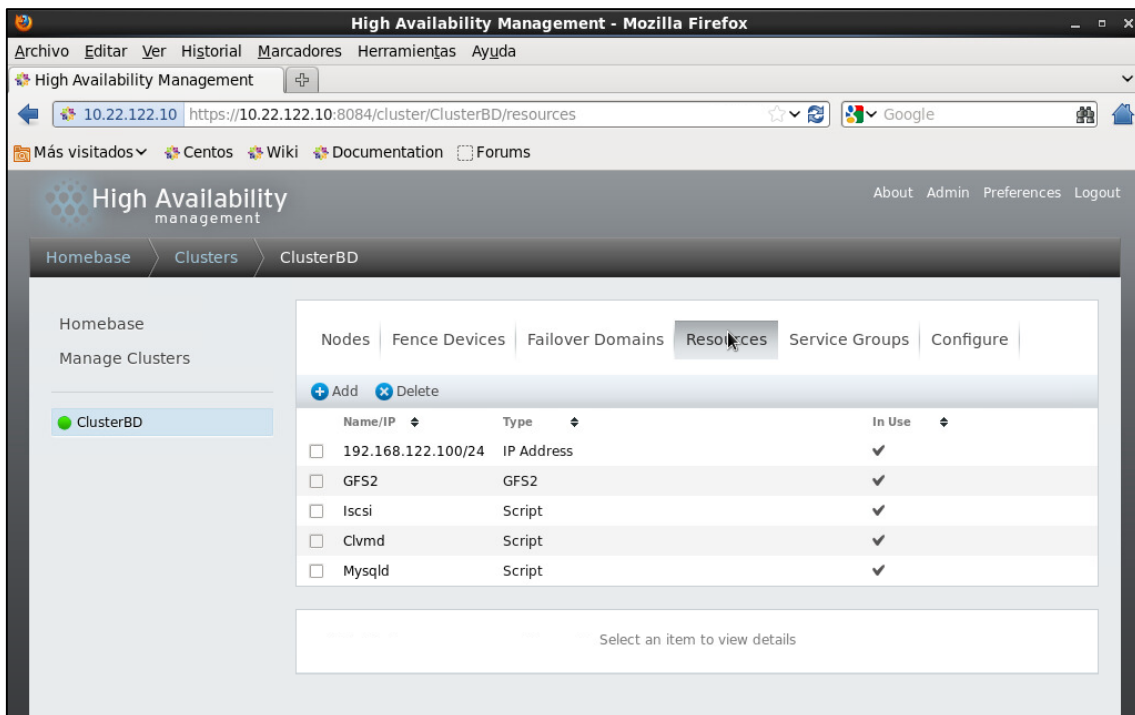 High Availability Management - Mozilla Firefox
Archivo Editar Ver Historial Marcadores Herramientas Ayuda
High Availability Management
10.22.122.10 https://10.22.122.10:8084/cluster/ClusterBD/resources Google
Más visitados Centos Wiki Documentation Forums
High Availability
management
About Admin Preferences Logout
Homebase Clusters ClusterBD
Homebase
Manage Clusters
ClusterBD
Nodes Fence Devices Failover Domains Resources Service Groups Configure
Add Delete
Name/IP Type In Use
192.168.122.100/24 IP Address
GFS2 GFS2
Iscsi Script
Clvmd Script
Mysqld Script
Select an item to view details